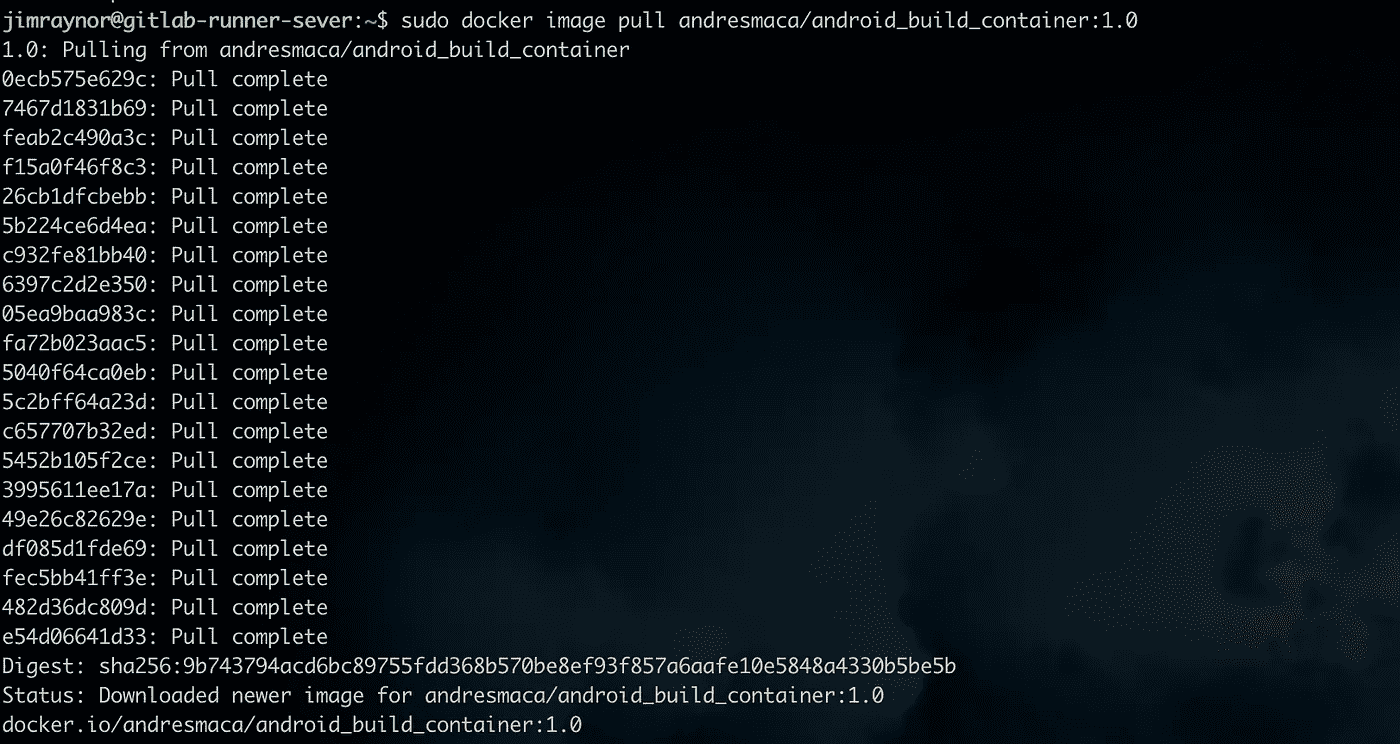 jimraynor@gitlab-runner-sever:~$ sudo docker image pull andresmaca/android_build_container:1.0
1.0: Pulling from andresmaca/android_build_container
0ecb575e629c: Pull complete
7467d1831b69: Pull complete
feab2c490a3c: Pull complete
f15a0f46f8c3: Pull complete
26cb1dfcbebb: Pull complete
5b224ce6d4ea: Pull complete
c932fe81bb40: Pull complete
6397c2d2e350: Pull complete
05ea9baa983c: Pull complete
fa72b023aac5: Pull complete
5040f64ca0eb: Pull complete
5c2bff64a23d: Pull complete
c657707b32ed: Pull complete
5452b105f2ce: Pull complete
3995611ee17a: Pull complete
49e26c82629e: Pull complete
df085d1fde69: Pull complete
fec5bb41ff3e: Pull complete
482d36dc809d: Pull complete
e54d06641d33: Pull complete
Digest: sha256:9b743794acd6bc89755fdd368b570be8ef93f857a6aafe10e5848a4330b5be5b
Status: Downloaded newer image for andresmaca/android_build_container:1.0
docker.io/andresmaca/android_build_container:1.0